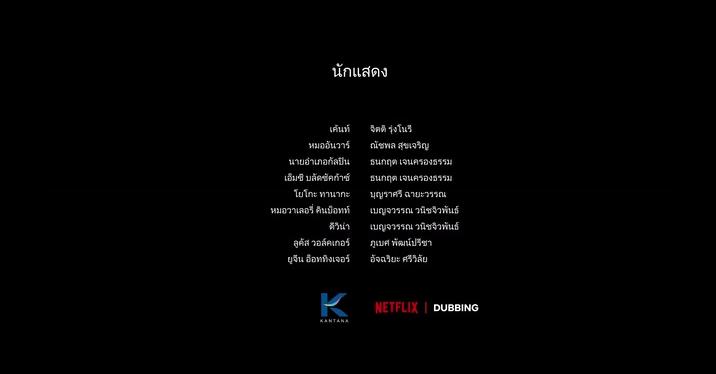 นักแสดง
เค้นท์ จิตติ รุ่งโนรี
หมออันวาร์ ณัชพล สุขเจริญ
นายอำเภอกัลปิน ธนกฤต เจนครองธรรม
เอ็มซี บลัดซัคก้าซ์ ธนกฤต เจนครองธรรม
โยโกะ ทานากะ บุญราศรี ฉายะวรรณ
หมอวาเลอรี่ คินบ็อทท์ เบญจวรรณ วนิชจิวพันธ์
ดีวีน่า เบญจวรรณ วนิชจิวพันธ์
ลูคัส วอล์คเกอร์ ภูเบศ พัฒน์ปรีชา
ยูจีน อ็อททิงเจอร์ อัจฉริยะ ศรีวิลัย
KANTANA NETFLIX | DUBBING